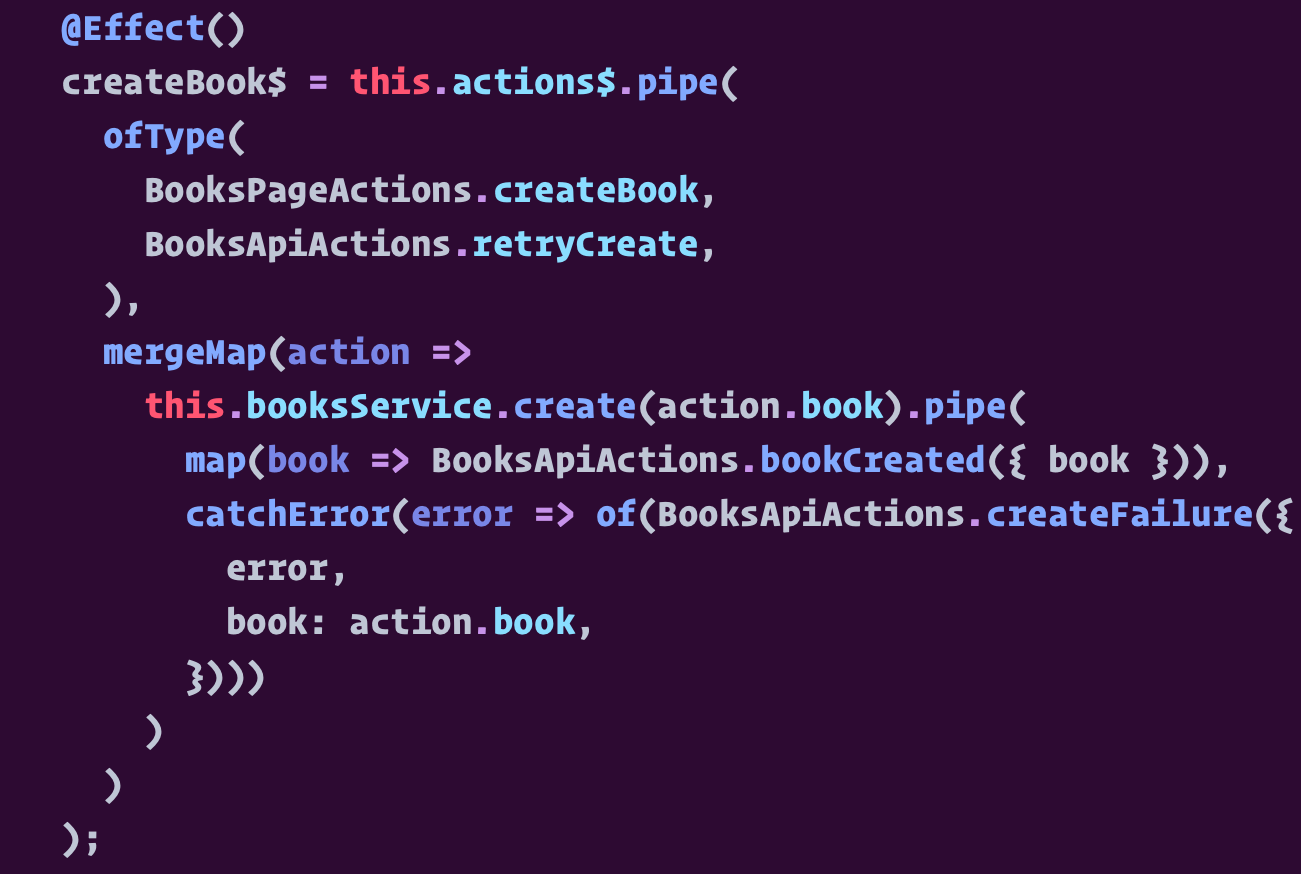 @Effect()
createBook$ = this.actions$.pipe(
  ofType(
    BooksPageActions.createBook,
    BooksApiActions.retryCreate,
  ),
  mergeMap(action =>
    this.booksService.create(action.book).pipe(
      map(book => BooksApiActions.bookCreated({ book })),
      catchError(error => of(BooksApiActions.createFailure({
        error,
        book: action.book,
      })))
    )
  )
);